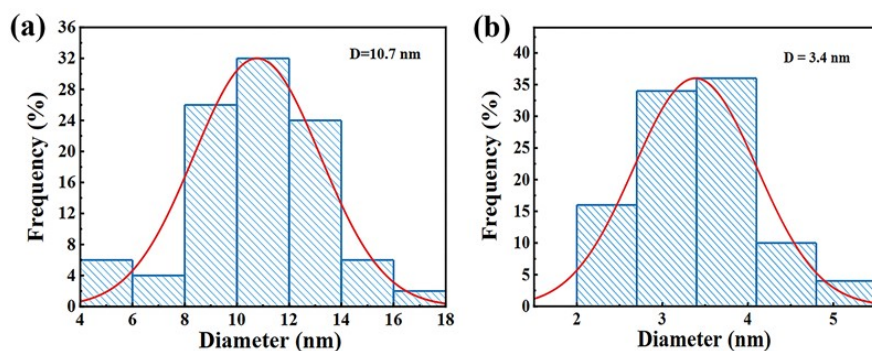 (a)
D=10.7 nm
Frequency (%)
36
32
28
24
20
16
12
8
4
0
4 6 8 10 12 14 16 18
Diameter (nm)
(b)
D = 3.4 nm
Frequency (%)
40
35
30
25
20
15
10
5
0
2 3 4 5
Diameter (nm)